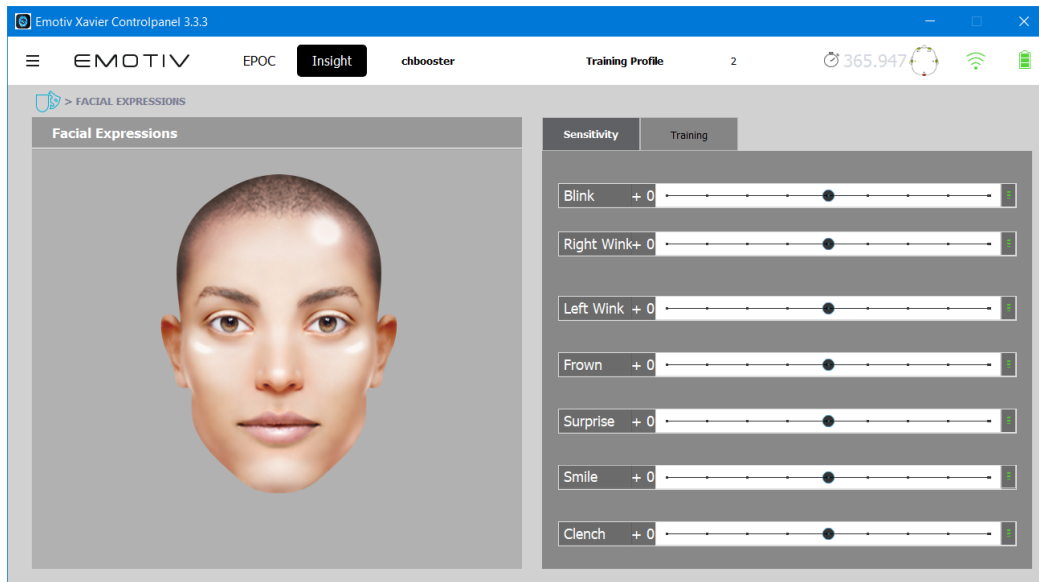 Emotiv Xavier Controlpanel 3.3.3
EMOTIV EPOC Insight chbooster Training Profile 2 365.947
> FACIAL EXPRESSIONS
Facial Expressions
Sensitivity Training
Blink + 0
Right Wink+ 0
Left Wink + 0
Frown + 0
Surprise + 0
Smile + 0
Clench + 0